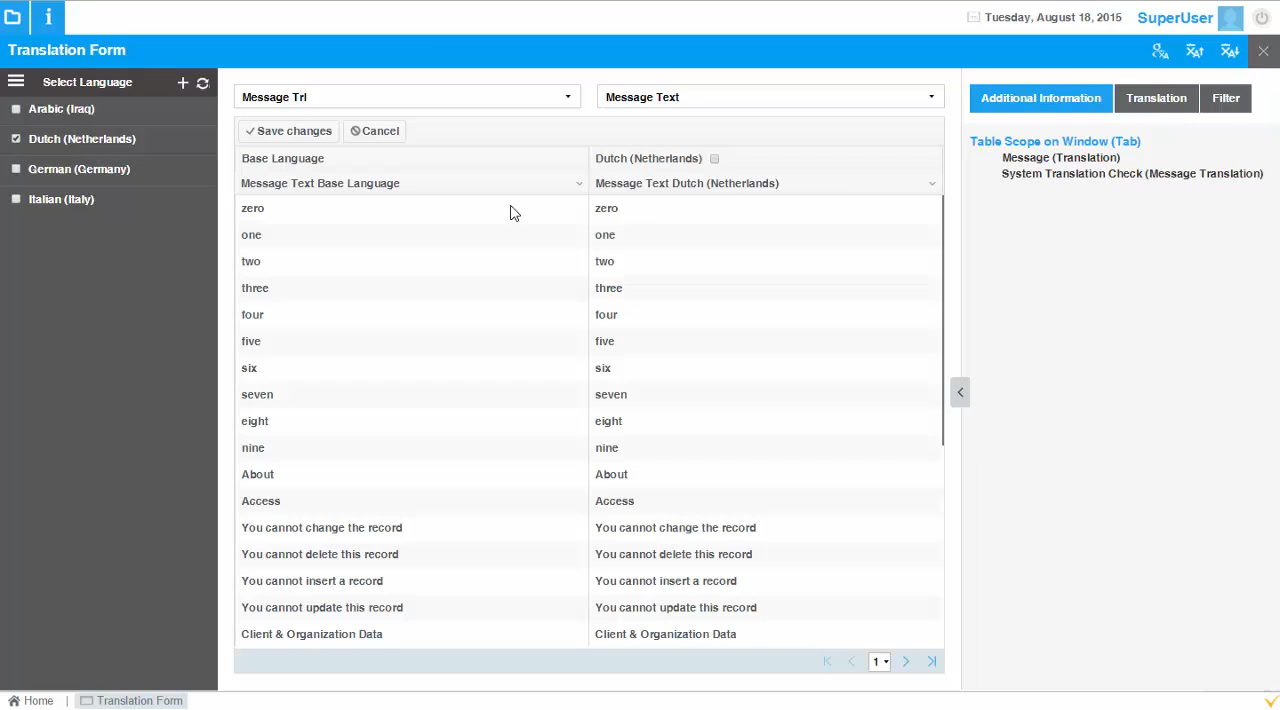 Tuesday, August 18, 2015 SuperUser
Translation Form
Select Language
Arabic (Iraq)
Dutch (Netherlands)
German (Germany)
Italian (Italy)
Message Trl
Message Text
Save changes
Cancel
Base Language
Dutch (Netherlands)
Message Text Base Language
Message Text Dutch (Netherlands)
zero
zero
one
one
two
two
three
three
four
four
five
five
six
six
seven
seven
eight
eight
nine
nine
About
About
Access
Access
You cannot change the record
You cannot change the record
You cannot delete this record
You cannot delete this record
You cannot insert a record
You cannot insert a record
You cannot update this record
You cannot update this record
Client & Organization Data
Client & Organization Data
1
Additional Information
Translation
Filter
Table Scope on Window (Tab)
Message (Translation)
System Translation Check (Message Translation)
Home | Translation Form